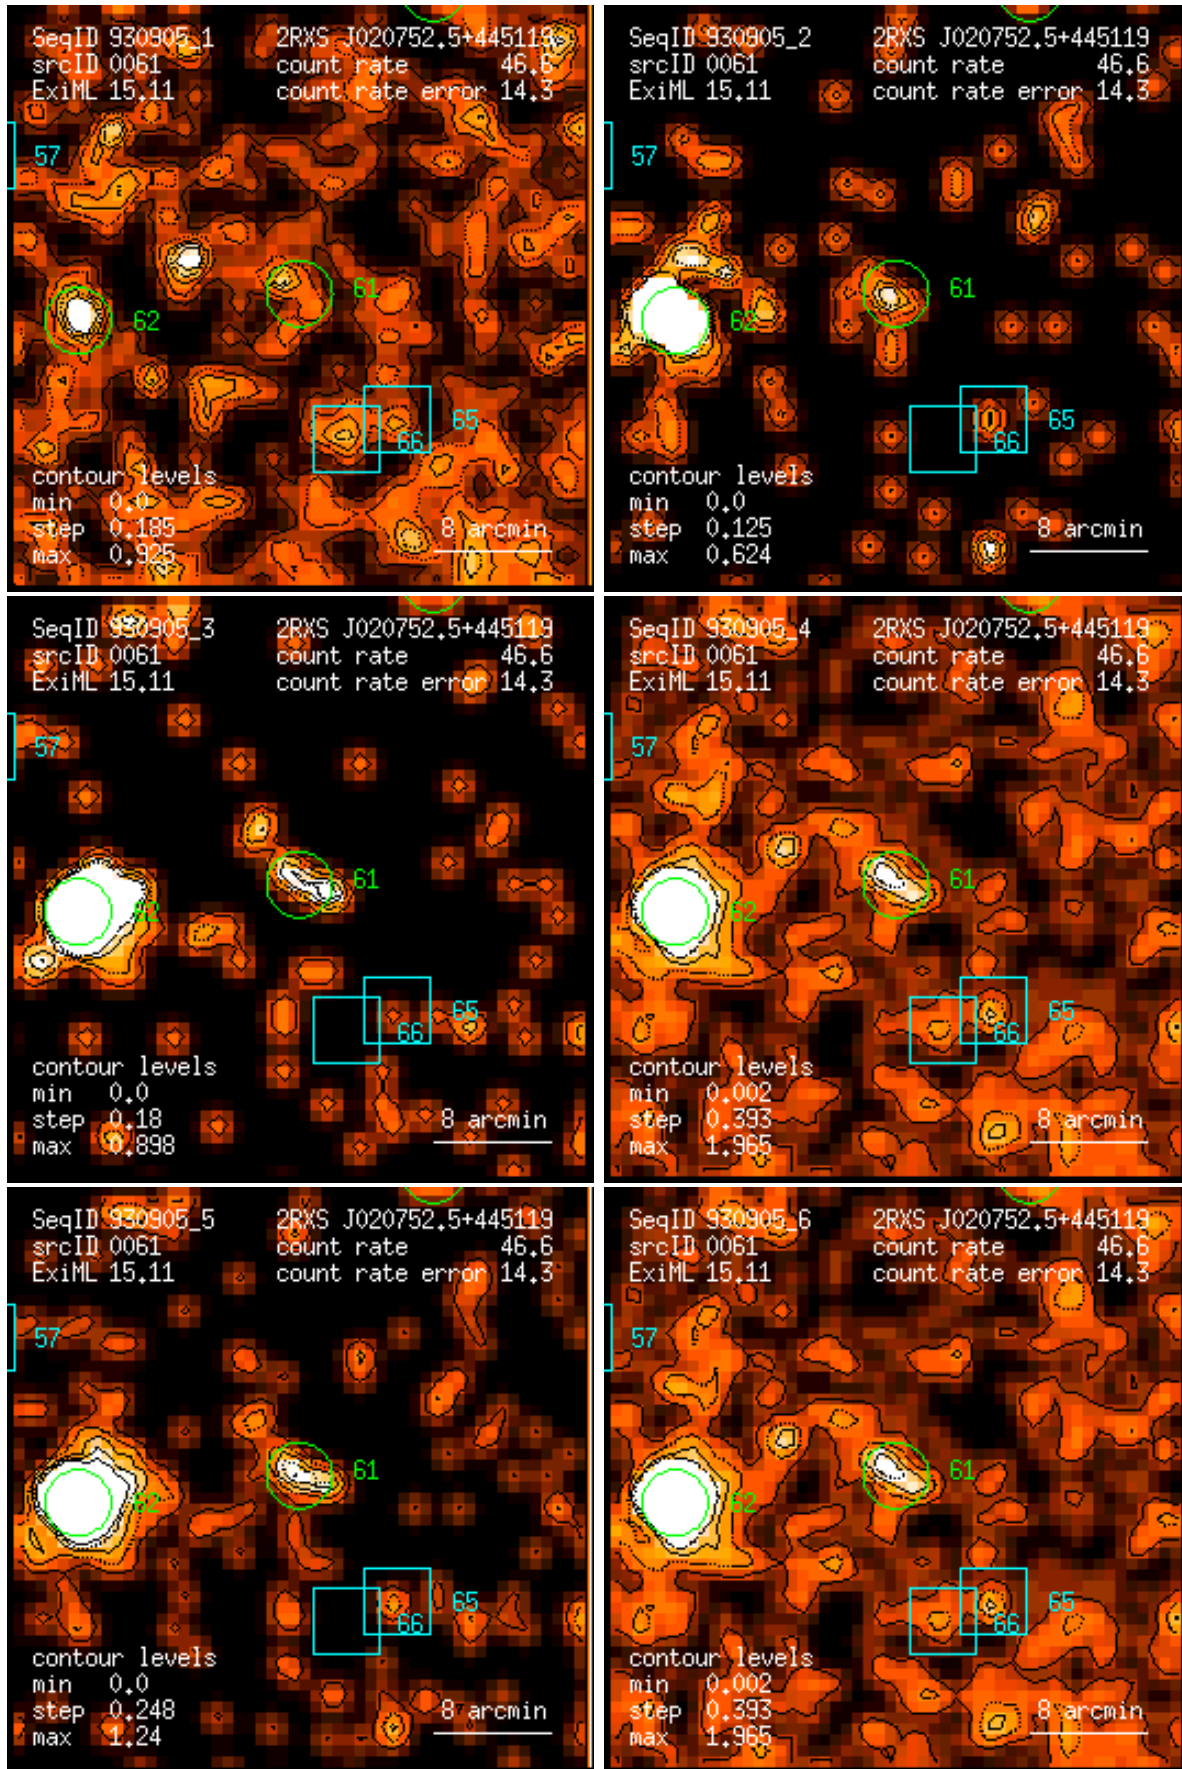 SeqID 930905_1 2RXS J020752.5+445119
srcID 0061 count rate 46.6
ExiML 15.11 count rate error 14.3
57
61
62
65
66
contour levels
min 0.0
step 0.185 8 arcmin
max 0.925
SeqID 930905_2 2RXS J020752.5+445119
srcID 0061 count rate 46.6
ExiML 15.11 count rate error 14.3
57
61
62
65
66
contour levels
min 0.0
step 0.125 8 arcmin
max 0.624
SeqID 930905_3 2RXS J020752.5+445119
srcID 0061 count rate 46.6
ExiML 15.11 count rate error 14.3
57
61
62
65
66
contour levels
min 0.0
step 0.18 8 arcmin
max 0.898
SeqID 930905_4 2RXS J020752.5+445119
srcID 0061 count rate 46.6
ExiML 15.11 count rate error 14.3
57
61
62
65
66
contour levels
min 0.002
step 0.393 8 arcmin
max 1.965
SeqID 930905_5 2RXS J020752.5+445119
srcID 0061 count rate 46.6
ExiML 15.11 count rate error 14.3
57
61
62
65
66
contour levels
min 0.0
step 0.248 8 arcmin
max 1.24
SeqID 930905_6 2RXS J020752.5+445119
srcID 0061 count rate 46.6
ExiML 15.11 count rate error 14.3
57
61
62
65
66
contour levels
min 0.002
step 0.393 8 arcmin
max 1.965